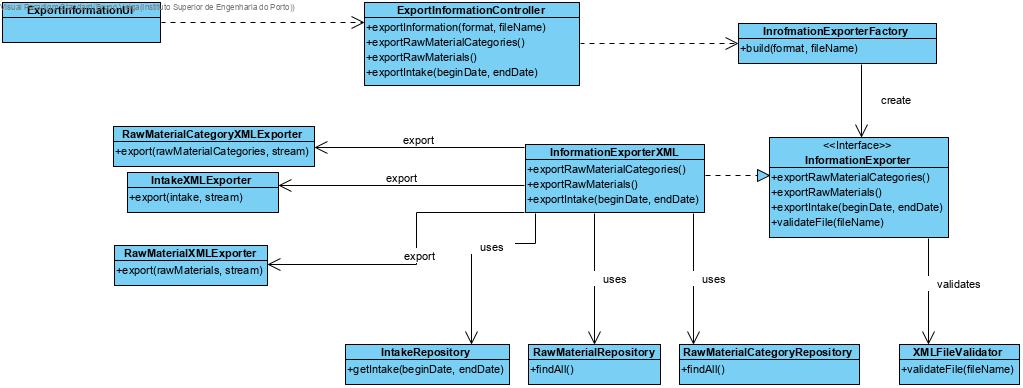 Visual Paradigm Standard (Instituto Superior de Engenharia do Porto))
ExportInformationUI
ExportInformationController
+exportInformation(format, fileName)
+exportRawMaterialCategories()
+exportRawMaterials()
+exportIntake(beginDate, endDate)
InrofmationExporterFactory
+build(format, fileName)
create
<<Interface>>
InformationExporter
+exportRawMaterialCategories()
+exportRawMaterials()
+exportIntake(beginDate, endDate)
+validateFile(fileName)
RawMaterialCategoryXMLExporter
+export(rawMaterialCategories, stream)
export
InformationExporterXML
+exportRawMaterialCategories()
+exportRawMaterials()
+exportIntake(beginDate, endDate)
IntakeXMLExporter
+export(intake, stream)
export
RawMaterialXMLExporter
+export(rawMaterials, stream)
export
uses
uses
uses
validates
IntakeRepository
+getIntake(beginDate, endDate)
RawMaterialRepository
+findAll()
RawMaterialCategoryRepository
+findAll()
XMLFileValidator
+validateFile(fileName)